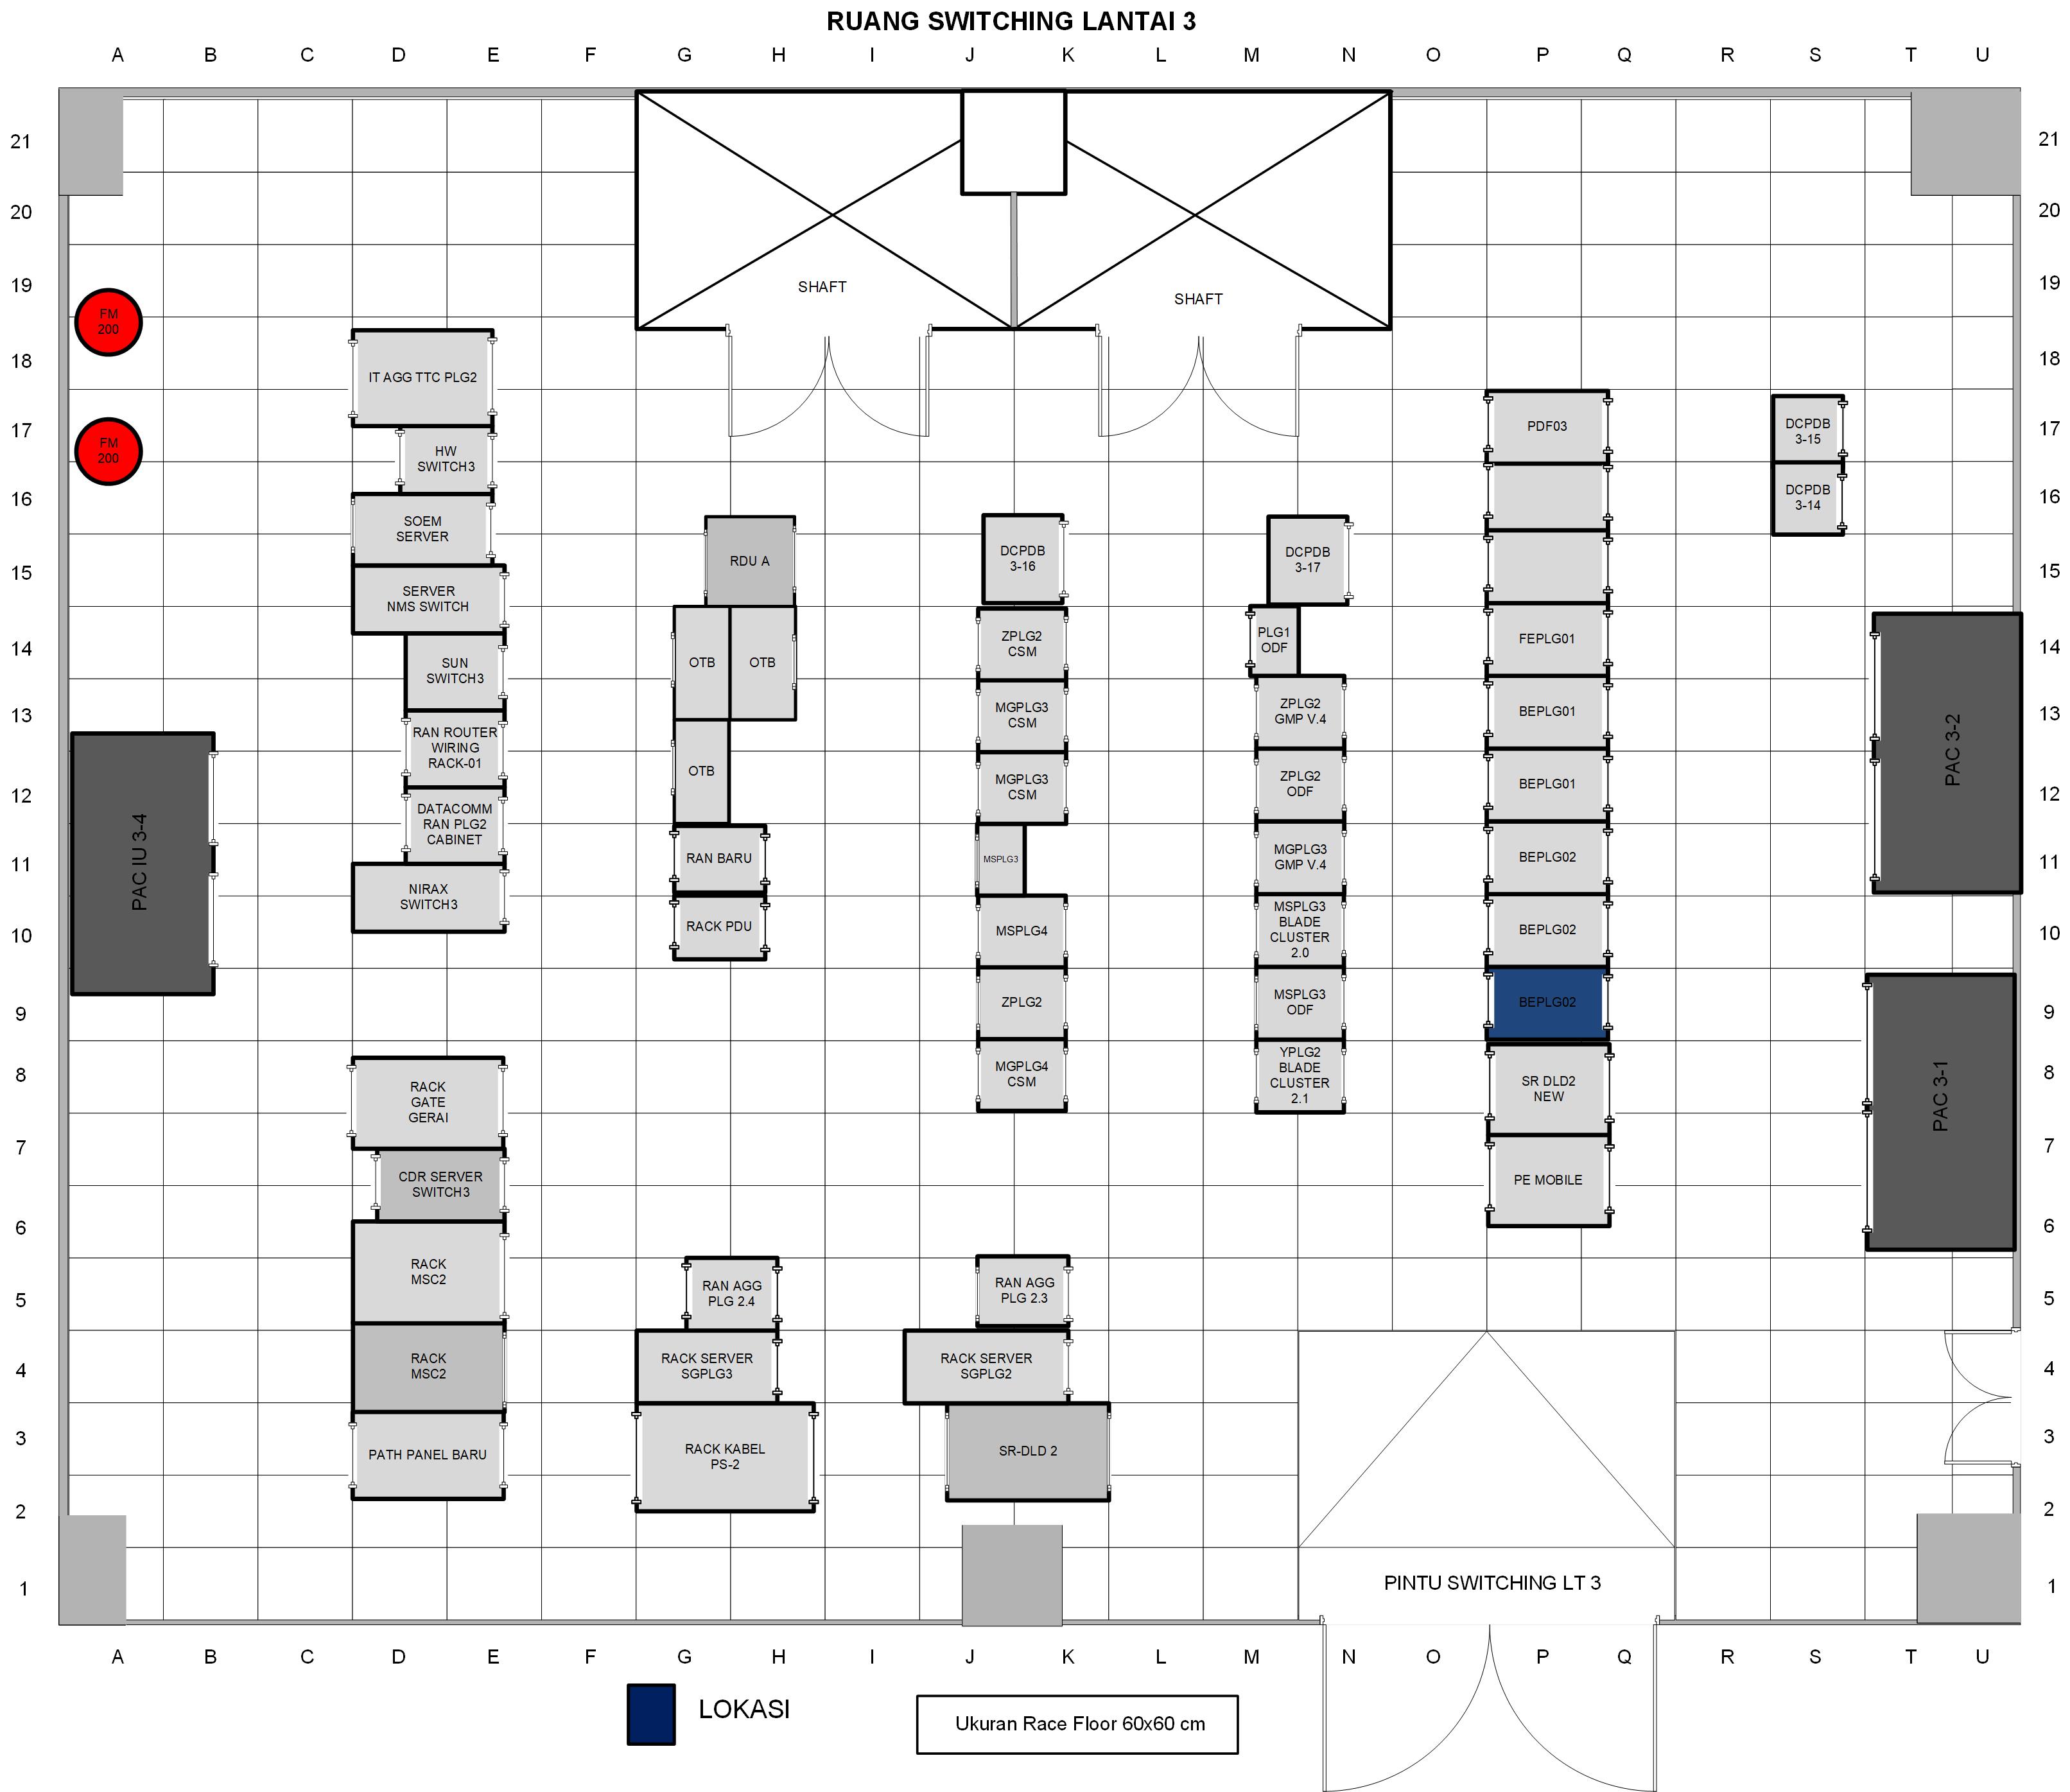 RUANG SWITCHING LANTAI 3
A B C D E F G H I J K L M N O P Q R S T U
21 21
20 20
19 19
18 18
17 17
16 16
15 15
14 14
13 13
12 12
11 11
10 10
9 9
8 8
7 7
6 6
5 5
4 4
3 3
2 2
1 1
FM
200
FM
200
PAC IU 3-4
IT AGG TTC PLG2
HW
SWITCH3
SOEM
SERVER
SERVER
NMS SWITCH
SUN
SWITCH3
RAN ROUTER
WIRING
RACK-01
DATACOMM
RAN PLG2
CABINET
NIRAX
SWITCH3
RACK
GATE
GERAI
CDR SERVER
SWITCH3
RACK
MSC2
RACK
MSC2
PATH PANEL BARU
SHAFT
SHAFT
RDU A
OTB
OTB
OTB
RAN BARU
RACK PDU
RAN AGG
PLG 2.4
RACK SERVER
SGPLG3
RACK KABEL
PS-2
DCPDB
3-16
ZPLG2
CSM
MGPLG3
CSM
MGPLG3
CSM
MSPLG3
MSPLG4
ZPLG2
MGPLG4
CSM
RAN AGG
PLG 2.3
RACK SERVER
SGPLG2
SR-DLD 2
DCPDB
3-17
PLG1
ODF
ZPLG2
GMP V.4
ZPLG2
ODF
MGPLG3
GMP V.4
MSPLG3
BLADE
CLUSTER
2.0
MSPLG3
ODF
YPLG2
BLADE
CLUSTER
2.1
PDF03
FEPLG01
BEPLG01
BEPLG01
BEPLG02
BEPLG02
BEPLG02
SR DLD2
NEW
PE MOBILE
DCPDB
3-15
DCPDB
3-14
PAC 3-2
PAC 3-1
PINTU SWITCHING LT 3
A B C D E F G H I J K L M N O P Q R S T U
LOKASI
Ukuran Race Floor 60x60 cm